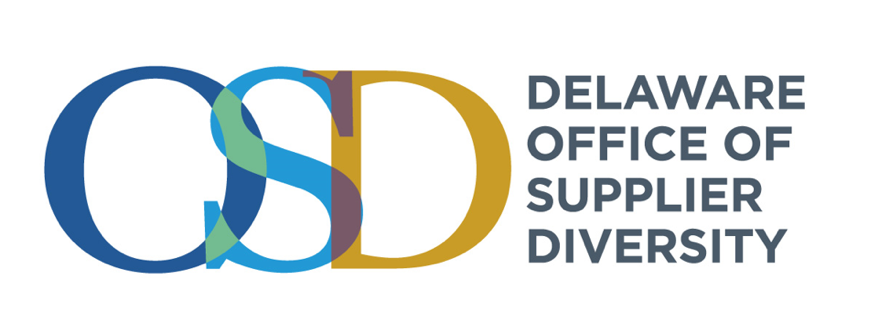 OSD
DELAWARE
OFFICE OF
SUPPLIER
DIVERSITY